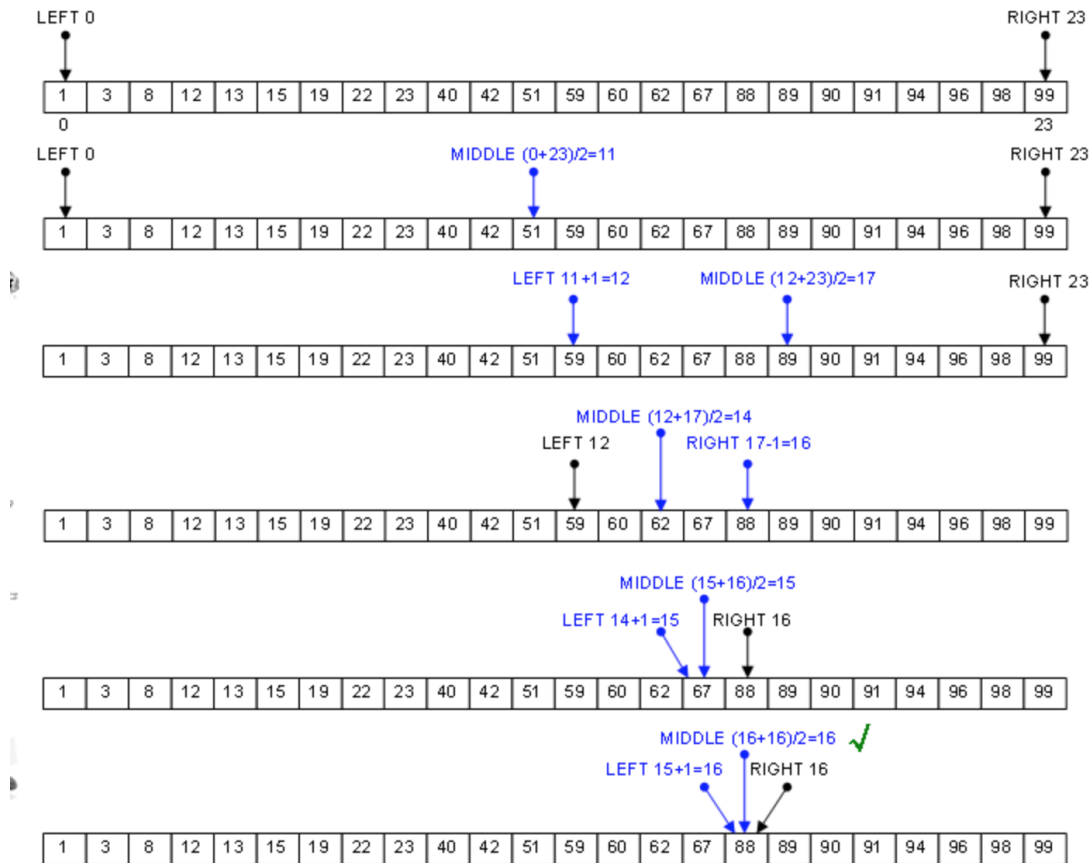 LEFT 0 RIGHT 23
1 3 8 12 13 15 19 22 23 40 42 51 59 60 62 67 88 89 90 91 94 96 98 99
0 23
LEFT 0 MIDDLE (0+23)/2=11 RIGHT 23
1 3 8 12 13 15 19 22 23 40 42 51 59 60 62 67 88 89 90 91 94 96 98 99
LEFT 11+1=12 MIDDLE (12+23)/2=17 RIGHT 23
1 3 8 12 13 15 19 22 23 40 42 51 59 60 62 67 88 89 90 91 94 96 98 99
MIDDLE (12+17)/2=14
LEFT 12 RIGHT 17-1=16
1 3 8 12 13 15 19 22 23 40 42 51 59 60 62 67 88 89 90 91 94 96 98 99
MIDDLE (15+16)/2=15
LEFT 14+1=15 RIGHT 16
1 3 8 12 13 15 19 22 23 40 42 51 59 60 62 67 88 89 90 91 94 96 98 99
MIDDLE (16+16)/2=16
LEFT 15+1=16 RIGHT 16
1 3 8 12 13 15 19 22 23 40 42 51 59 60 62 67 88 89 90 91 94 96 98 99